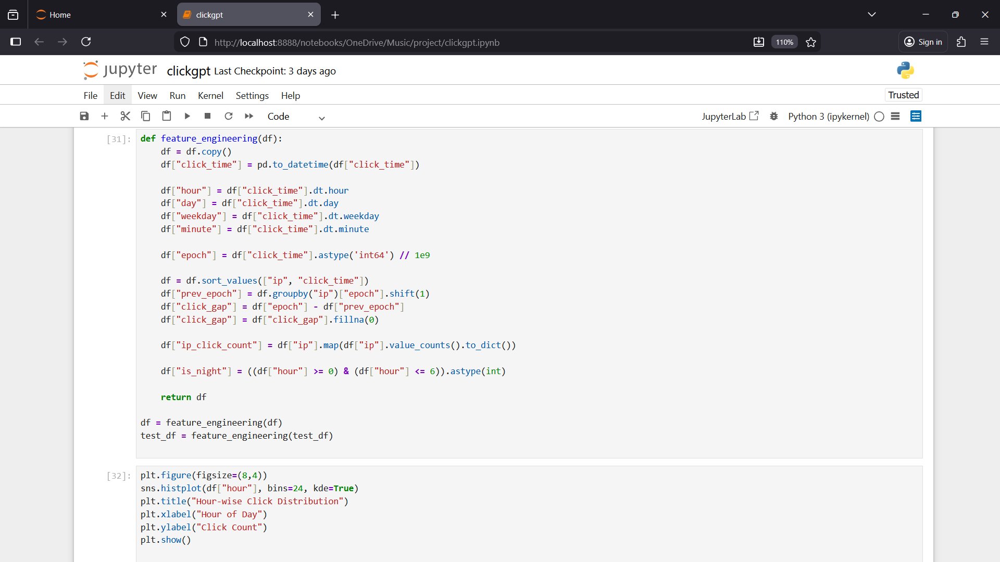 Home
clickgpt
http://localhost:8888/notebooks/OneDrive/Music/project/clickgpt.ipynb
110%
Sign in
jupyter clickgpt Last Checkpoint: 3 days ago
File Edit View Run Kernel Settings Help
Trusted
Code
JupyterLab
Python 3 (ipykernel)
[31]:
def feature_engineering(df):
    df = df.copy()
    df["click_time"] = pd.to_datetime(df["click_time"])

    df["hour"] = df["click_time"].dt.hour
    df["day"] = df["click_time"].dt.day
    df["weekday"] = df["click_time"].dt.weekday
    df["minute"] = df["click_time"].dt.minute

    df["epoch"] = df["click_time"].astype('int64') // 1e9

    df = df.sort_values(["ip", "click_time"])
    df["prev_epoch"] = df.groupby("ip")["epoch"].shift(1)
    df["click_gap"] = df["epoch"] - df["prev_epoch"]
    df["click_gap"] = df["click_gap"].fillna(0)

    df["ip_click_count"] = df["ip"].map(df["ip"].value_counts().to_dict())

    df["is_night"] = ((df["hour"] >= 0) & (df["hour"] <= 6)).astype(int)

    return df

df = feature_engineering(df)
test_df = feature_engineering(test_df)
[32]:
plt.figure(figsize=(8,4))
sns.histplot(df["hour"], bins=24, kde=True)
plt.title("Hour-wise Click Distribution")
plt.xlabel("Hour of Day")
plt.ylabel("Click Count")
plt.show()